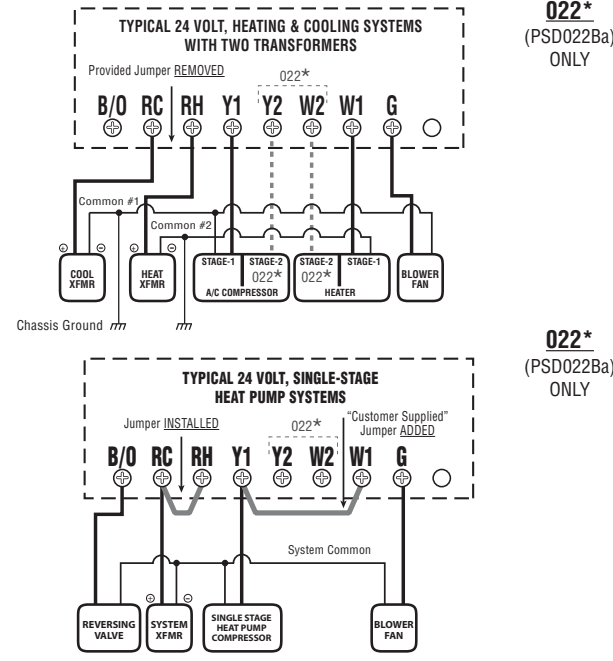 TYPICAL 24 VOLT, HEATING & COOLING SYSTEMS
WITH TWO TRANSFORMERS
022*
(PSD022Ba)
ONLY
Provided Jumper REMOVED
022*
B/O RC RH Y1 Y2 W2 W1 G
Common #1
Common #2
+ − + −
COOL
XFMR
HEAT
XFMR
STAGE-1 STAGE-2
022*
A/C COMPRESSOR
STAGE-2 STAGE-1
022*
HEATER
BLOWER
FAN
Chassis Ground
022*
(PSD022Ba)
ONLY
TYPICAL 24 VOLT, SINGLE-STAGE
HEAT PUMP SYSTEMS
Jumper INSTALLED
022*
“Customer Supplied”
Jumper ADDED
B/O RC RH Y1 Y2 W2 W1 G
System Common
+ −
REVERSING
VALVE
SYSTEM
XFMR
SINGLE STAGE
HEAT PUMP
COMPRESSOR
BLOWER
FAN